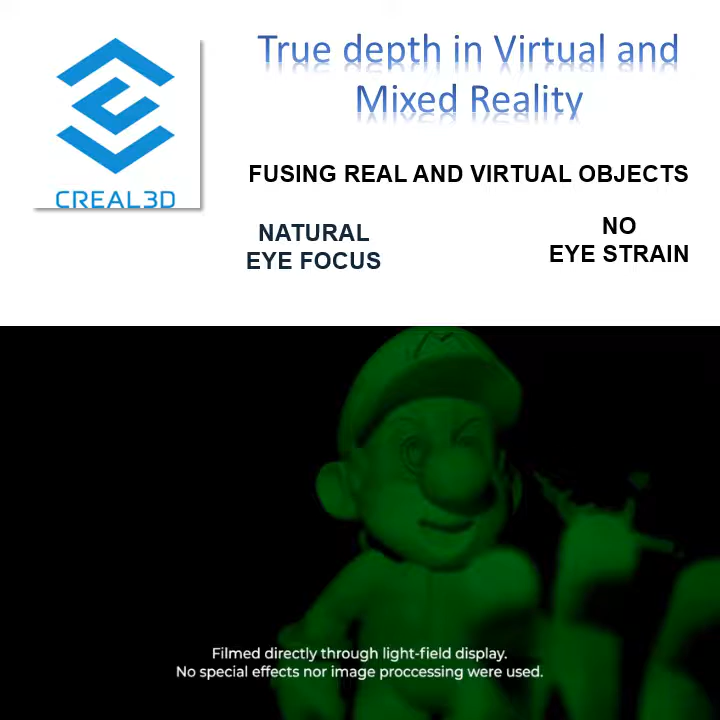 True depth in Virtual and
Mixed Reality
CREAL3D
FUSING REAL AND VIRTUAL OBJECTS
NATURAL
EYE FOCUS
NO
EYE STRAIN
M
Filmed directly through light-field display.
No special effects nor image proccessing were used.